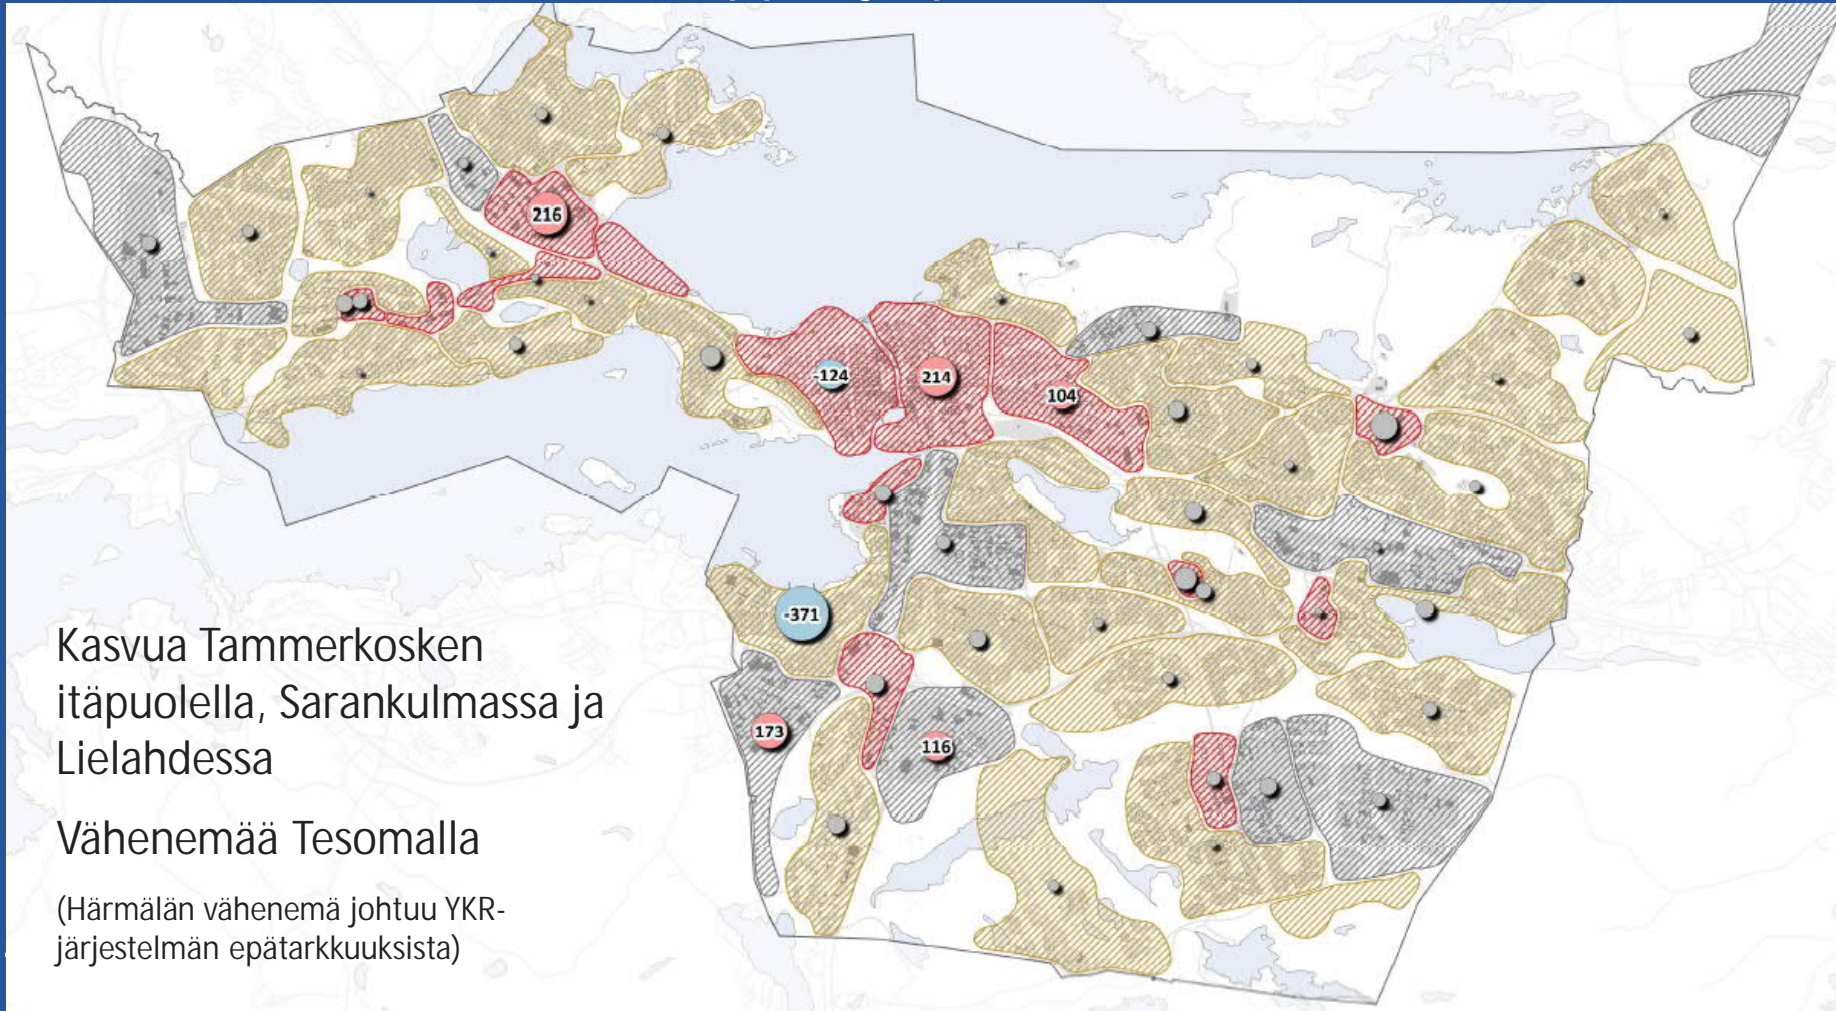 216
-124
214
104
-371
173
116
Kasvua Tammerkosken
itäpuolella, Sarankulmassa ja
Lielahdessa
Vähenemää Tesomalla
(Härmälän vähenemä johtuu YKR-
järjestelmän epätarkkuuksista)